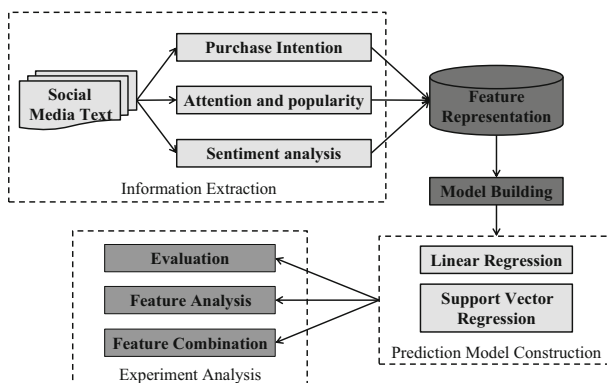 Purchase Intention
Social
Media Text
Attention and popularity
Sentiment analysis
Information Extraction
Feature
Representation
Model Building
Linear Regression
Support Vector
Regression
Prediction Model Construction
Evaluation
Feature Analysis
Feature Combination
Experiment Analysis